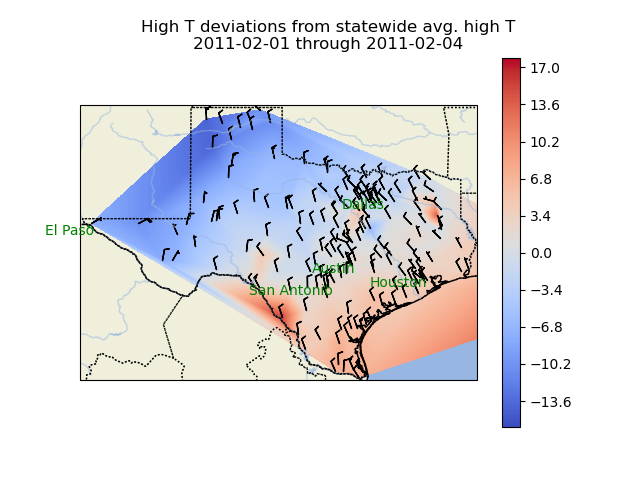 High T deviations from statewide avg. high T
2011-02-01 through 2011-02-04
17.0
13.6
10.2
6.8
3.4
0.0
−3.4
−6.8
−10.2
−13.6
Dallas
El Paso
Austin
San Antonio
Houston